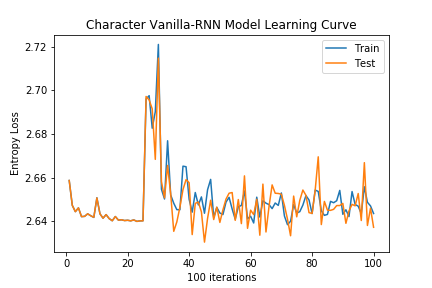 Character Vanilla-RNN Model Learning Curve
Train
Test
Entropy Loss
2.72
2.70
2.68
2.66
2.64
0 20 40 60 80 100
100 iterations